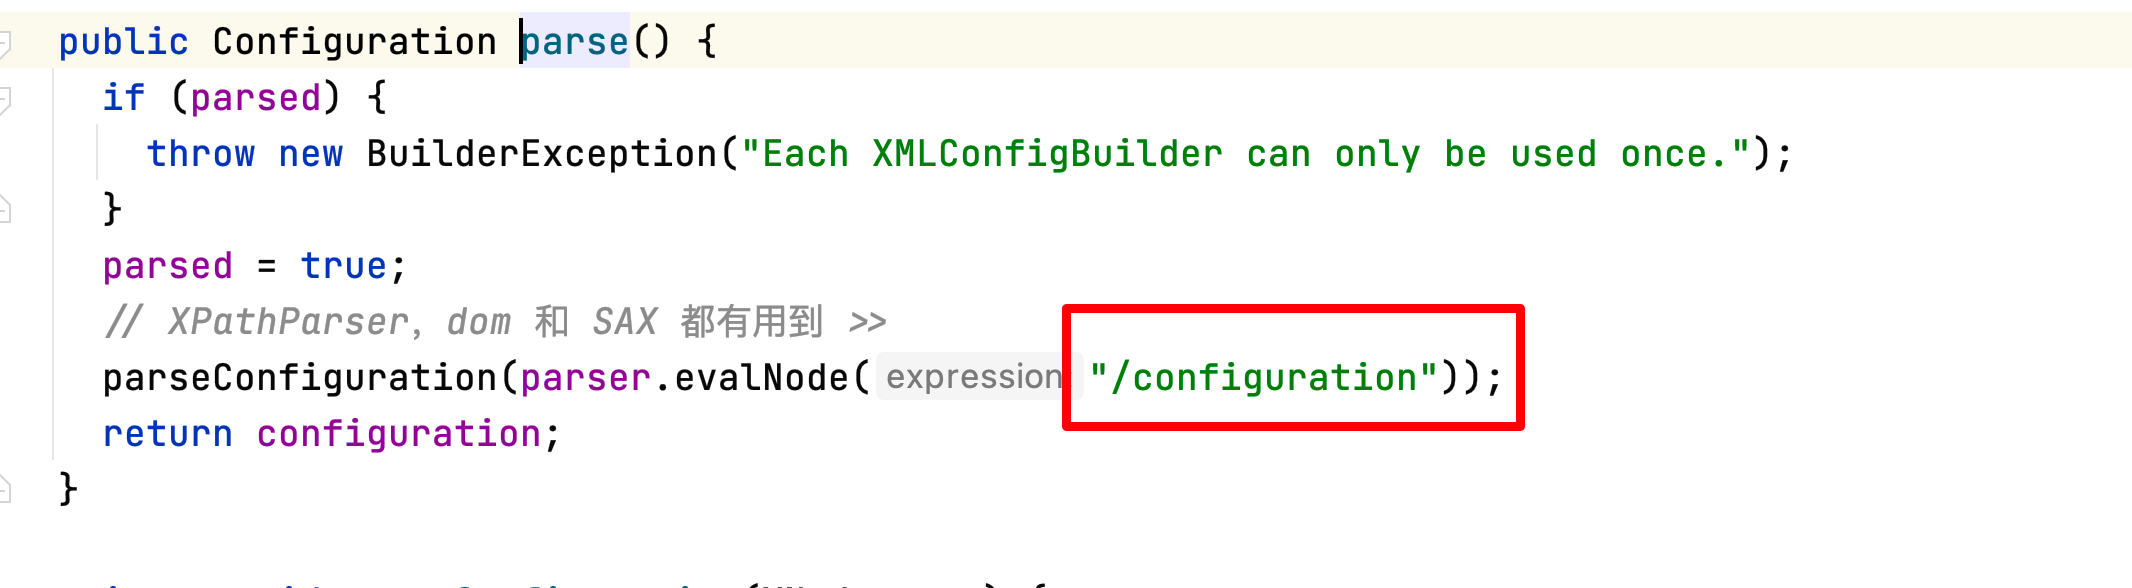 public Configuration parse() {
if (parsed) {
throw new BuilderException("Each XMLConfigBuilder can only be used once.");
}
parsed = true;
// XPathParser, dom 和 SAX 都有用到 >>
parseConfiguration(parser.evalNode( expression: "/configuration"));
return configuration;
}